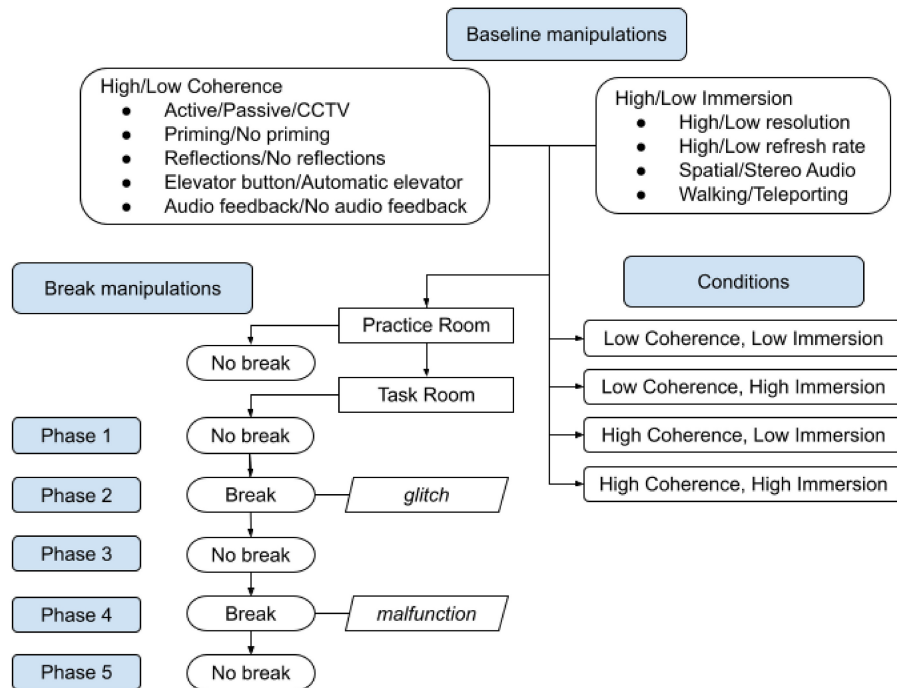 Baseline manipulations
High/Low Coherence
● Active/Passive/CCTV
● Priming/No priming
● Reflections/No reflections
● Elevator button/Automatic elevator
● Audio feedback/No audio feedback
High/Low Immersion
● High/Low resolution
● High/Low refresh rate
● Spatial/Stereo Audio
● Walking/Teleporting
Break manipulations
Conditions
Practice Room
No break
Task Room
Low Coherence, Low Immersion
Low Coherence, High Immersion
High Coherence, Low Immersion
High Coherence, High Immersion
Phase 1
No break
Phase 2
Break
glitch
Phase 3
No break
Phase 4
Break
malfunction
Phase 5
No break